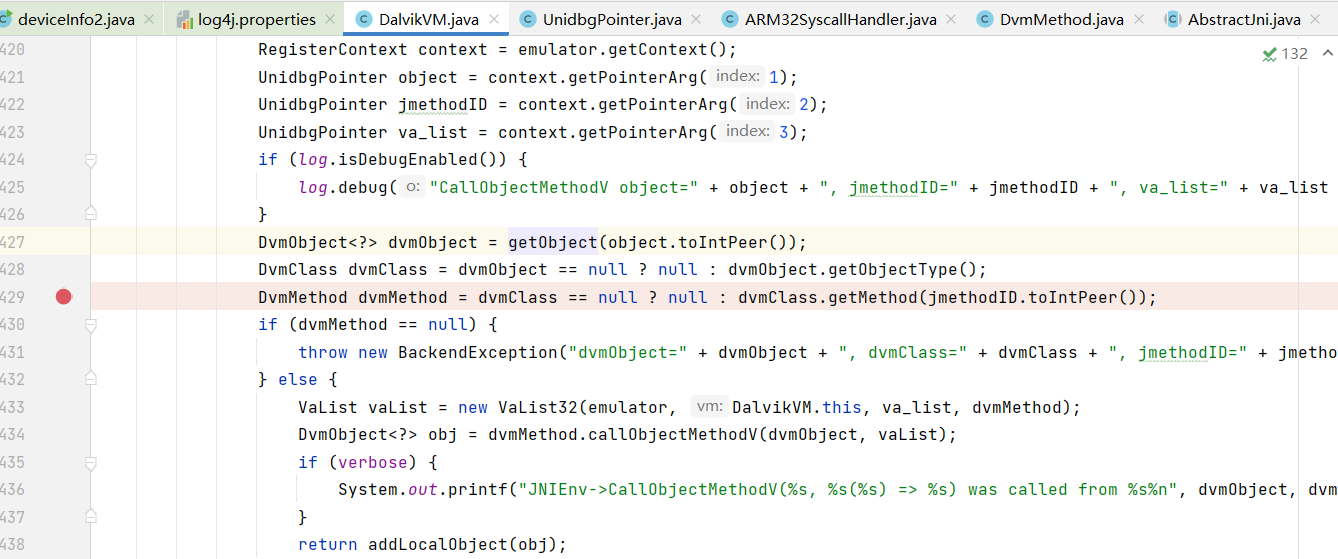 deviceInfo2.java log4j.properties DalvikVM.java UnidbgPointer.java ARM32SyscallHandler.java DvmMethod.java AbstractJni.java
420 RegisterContext context = emulator.getContext(); 132
421 UnidbgPointer object = context.getPointerArg( index: 1);
422 UnidbgPointer jmethodID = context.getPointerArg( index: 2);
423 UnidbgPointer va_list = context.getPointerArg( index: 3);
424 if (log.isDebugEnabled()) {
425 log.debug( o: "CallObjectMethodV object=" + object + ", jmethodID=" + jmethodID + ", va_list=" + va_list
426 }
427 DvmObject<?> dvmObject = getObject(object.toIntPeer());
428 DvmClass dvmClass = dvmObject == null ? null : dvmObject.getObjectType();
429 DvmMethod dvmMethod = dvmClass == null ? null : dvmClass.getMethod(jmethodID.toIntPeer());
430 if (dvmMethod == null) {
431 throw new BackendException("dvmObject=" + dvmObject + ", dvmClass=" + dvmClass + ", jmethodID=" + jmetho
432 } else {
433 VaList vaList = new VaList32(emulator, vm: DalvikVM.this, va_list, dvmMethod);
434 DvmObject<?> obj = dvmMethod.callObjectMethodV(dvmObject, vaList);
435 if (verbose) {
436 System.out.printf("JNIEnv->CallObjectMethodV(%s, %s(%s) => %s) was called from %s%n", dvmObject, dvm
437 }
438 return addLocalObject(obj);